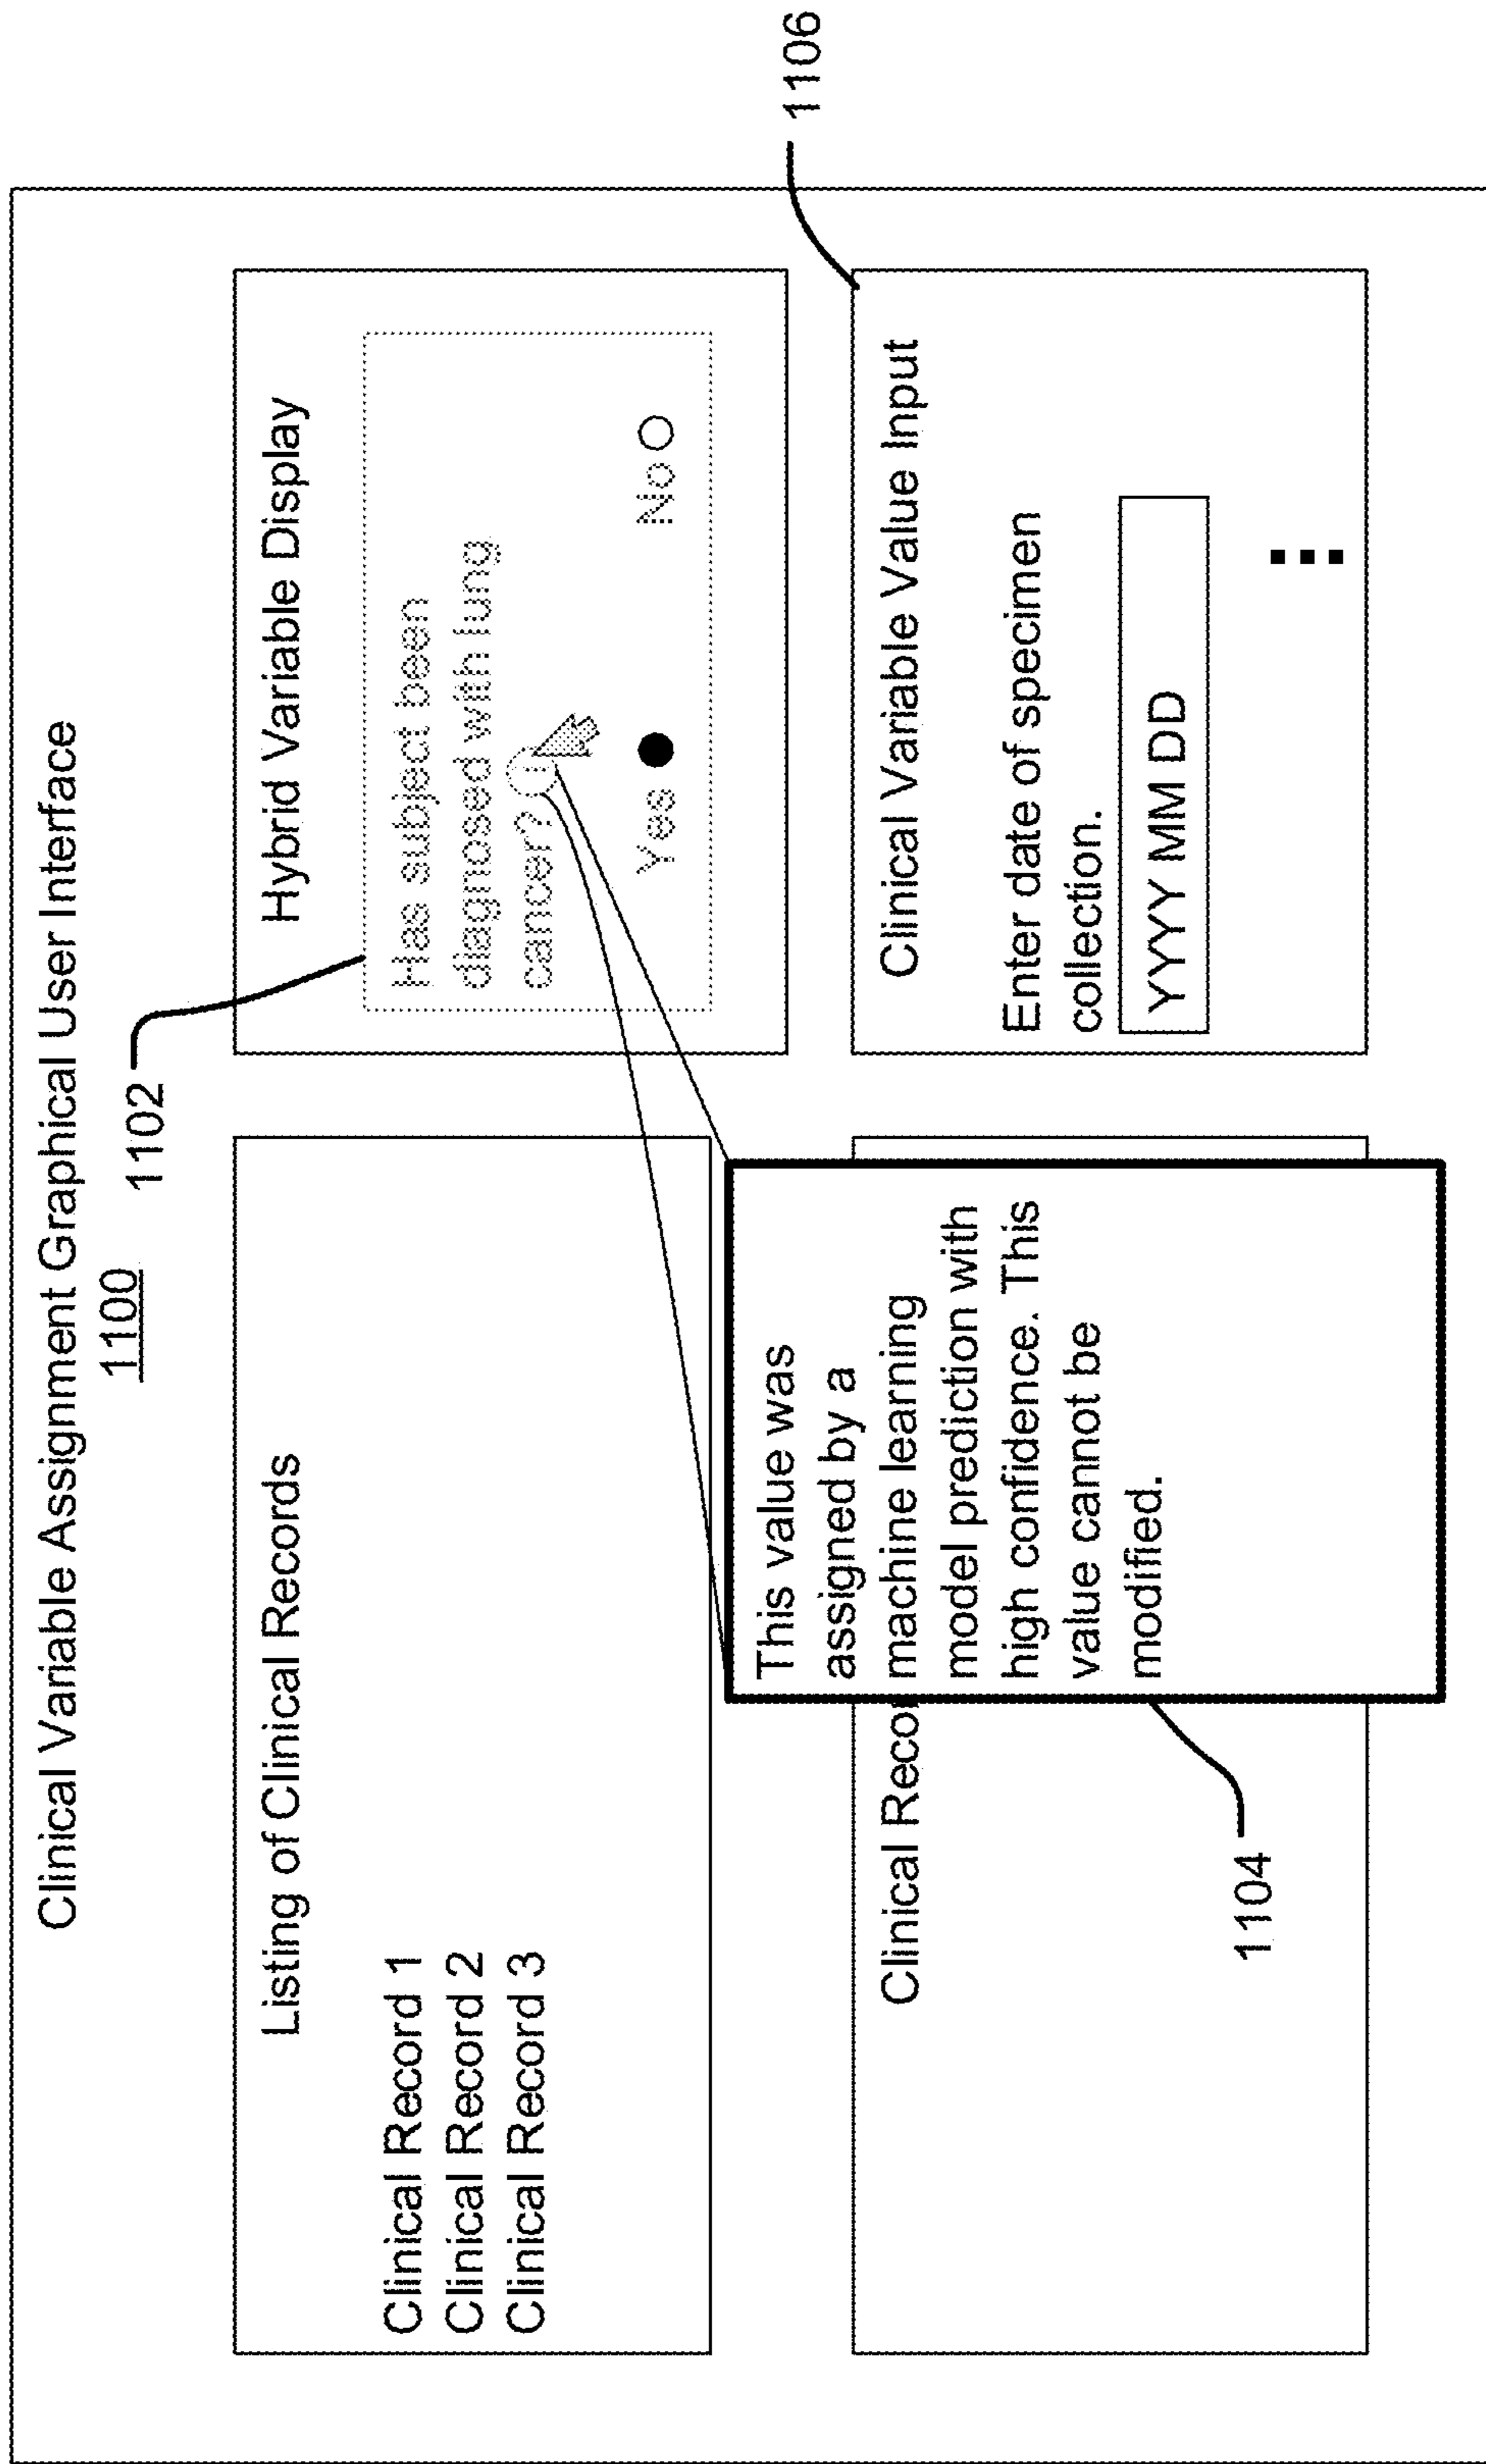 Clinical Variable Assignment Graphical User Interface
1100
1102
Listing of Clinical Records
Clinical Record 1
Clinical Record 2
Clinical Record 3
Hybrid Variable Display
Has subject been
diagnosed with lung
cancer? i
Yes No
This value was
assigned by a
machine learning
model prediction with
high confidence. This
value cannot be
modified.
1104
Clinical
Clinical Variable Value Input
Enter date of specimen
collection.
YYYY MM DD
1106